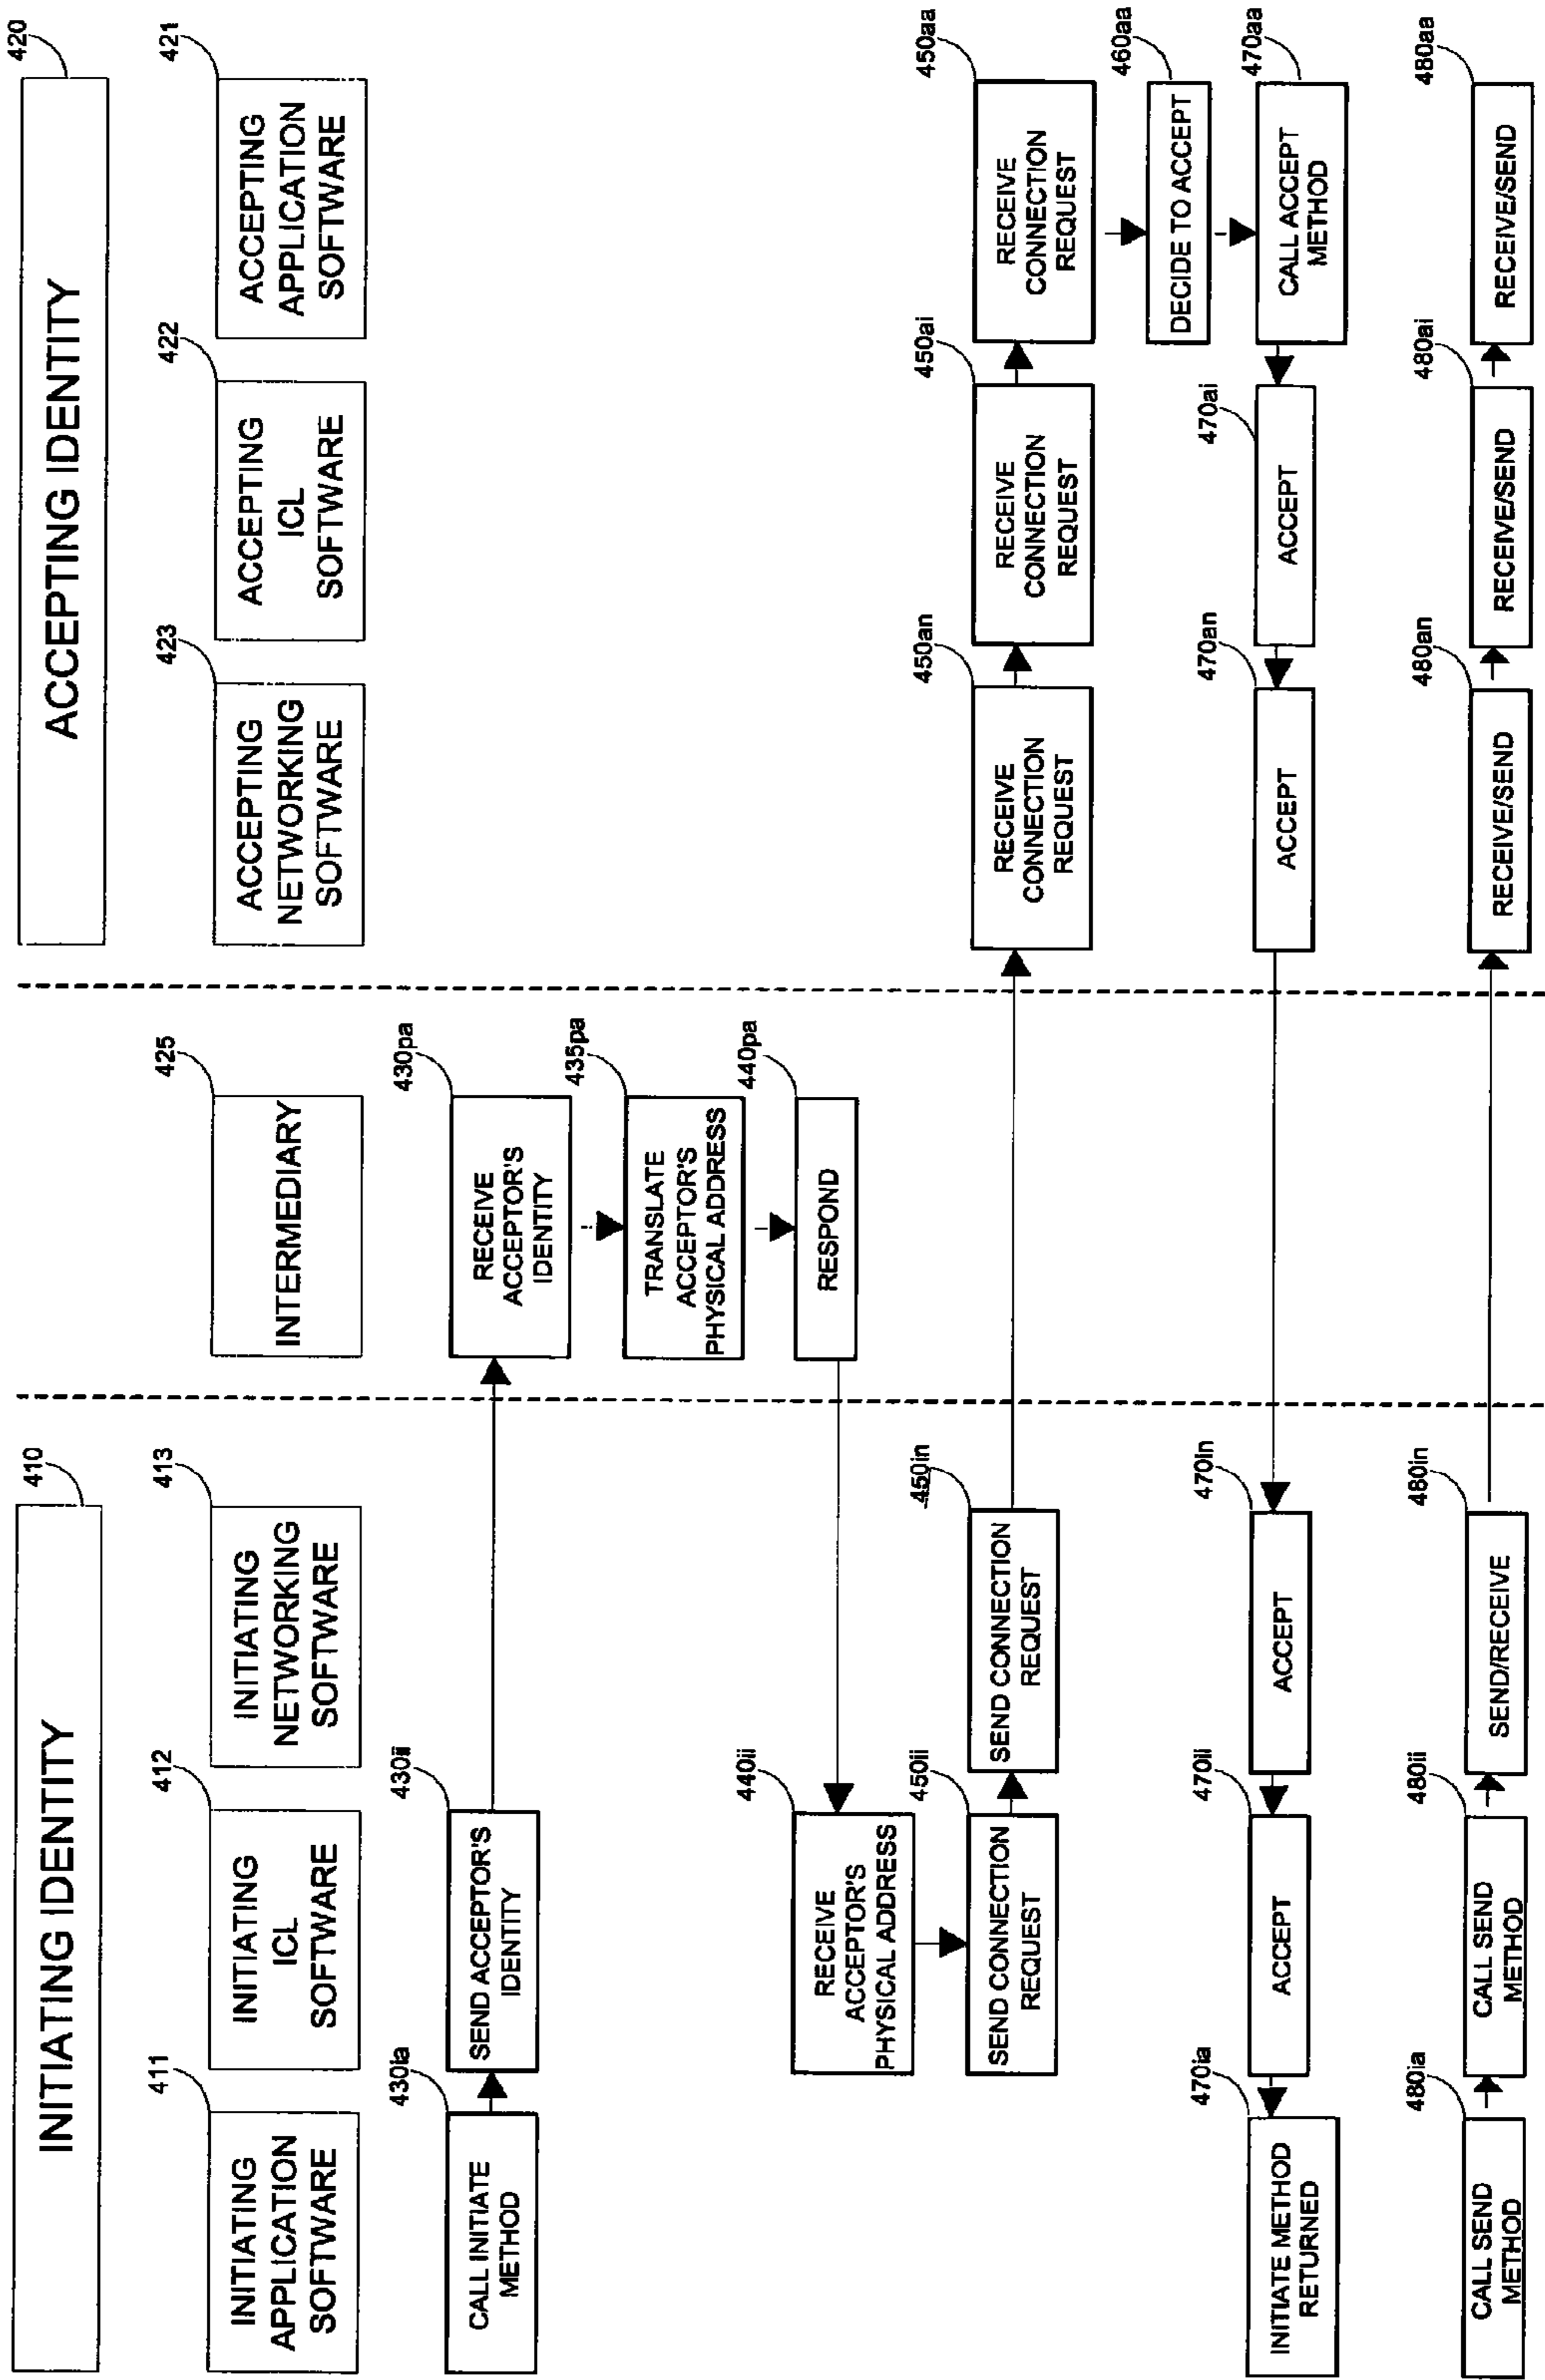 410
INITIATING IDENTITY
420
ACCEPTING IDENTITY
411
INITIATING
APPLICATION
SOFTWARE
412
INITIATING
ICL
SOFTWARE
413
INITIATING
NETWORKING
SOFTWARE
425
INTERMEDIARY
423
ACCEPTING
NETWORKING
SOFTWARE
422
ACCEPTING
ICL
SOFTWARE
421
ACCEPTING
APPLICATION
SOFTWARE
430ia
CALL INITIATE
METHOD
430ii
SEND ACCEPTOR'S
IDENTITY
430pa
RECEIVE
ACCEPTOR'S
IDENTITY
435pa
TRANSLATE
ACCEPTOR'S
PHYSICAL ADDRESS
440pa
RESPOND
440ii
RECEIVE
ACCEPTOR'S
PHYSICAL ADDRESS
450ii
SEND CONNECTION
REQUEST
450in
SEND CONNECTION
REQUEST
450an
RECEIVE
CONNECTION
REQUEST
450ai
RECEIVE
CONNECTION
REQUEST
450aa
RECEIVE
CONNECTION
REQUEST
460aa
DECIDE TO ACCEPT
470aa
CALL ACCEPT
METHOD
470ai
ACCEPT
470an
ACCEPT
470in
ACCEPT
470ii
ACCEPT
470ia
INITIATE METHOD
RETURNED
480ia
CALL SEND
METHOD
480ii
CALL SEND
METHOD
480in
SEND/RECEIVE
480an
RECEIVE/SEND
480ai
RECEIVE/SEND
480aa
RECEIVE/SEND